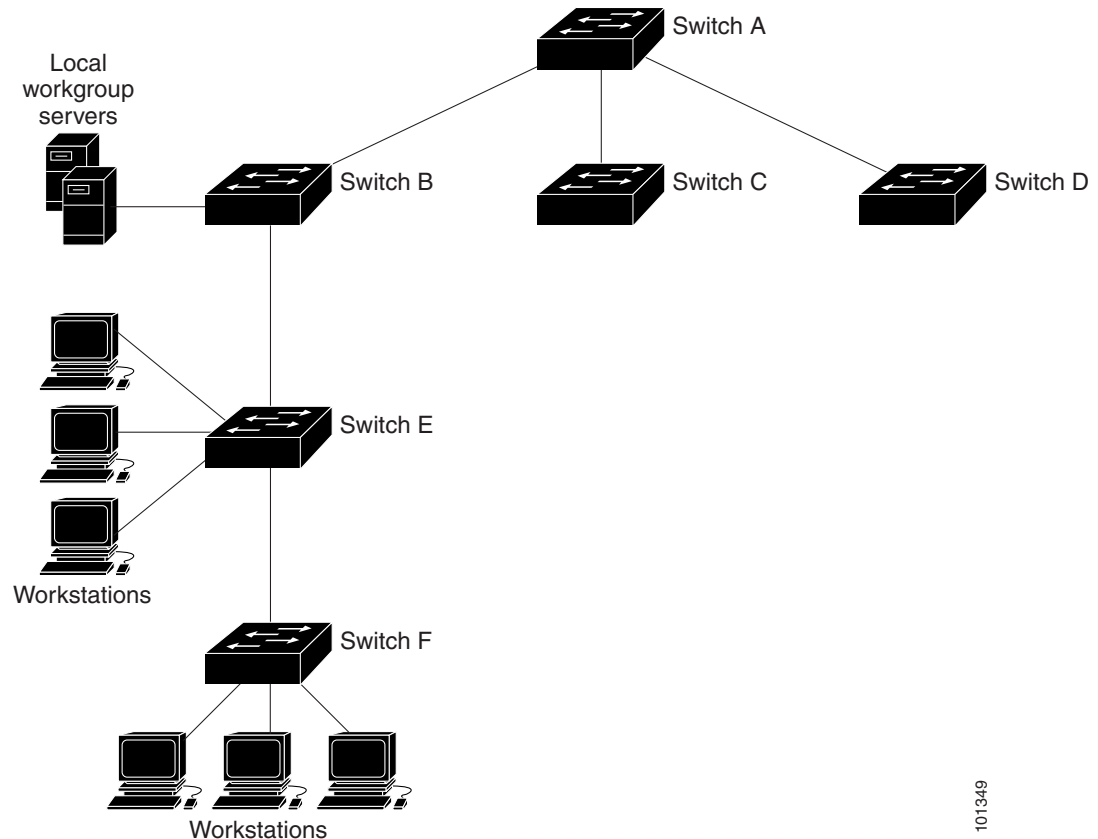 Switch A
Local
workgroup
servers
Switch B
Switch C
Switch D
Switch E
Workstations
Switch F
Workstations
101349